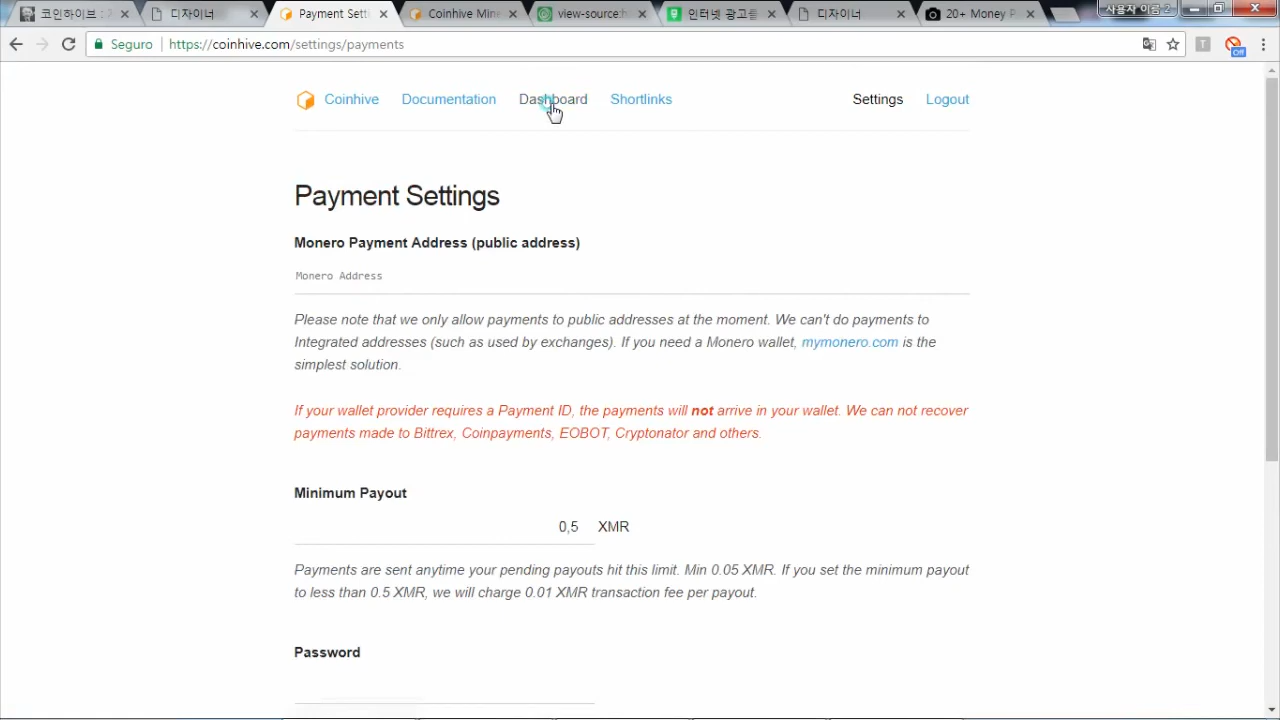 코인하이브 :
디자이너
Payment Setti
Coinhive Mine
view-source:h
인터넷 광고를
디자이너
20+ Money P
사용자 이름 2
Seguro
https://coinhive.com/settings/payments
T
Off
Coinhive
Documentation
Dashboard
Shortlinks
Settings
Logout
Payment Settings
Monero Payment Address (public address)
Monero Address
Please note that we only allow payments to public addresses at the moment. We can't do payments to
Integrated addresses (such as used by exchanges). If you need a Monero wallet, mymonero.com is the
simplest solution.
If your wallet provider requires a Payment ID, the payments will not arrive in your wallet. We can not recover
payments made to Bittrex, Coinpayments, EOBOT, Cryptonator and others.
Minimum Payout
0,5 XMR
Payments are sent anytime your pending payouts hit this limit. Min 0.05 XMR. If you set the minimum payout
to less than 0.5 XMR, we will charge 0.01 XMR transaction fee per payout.
Password